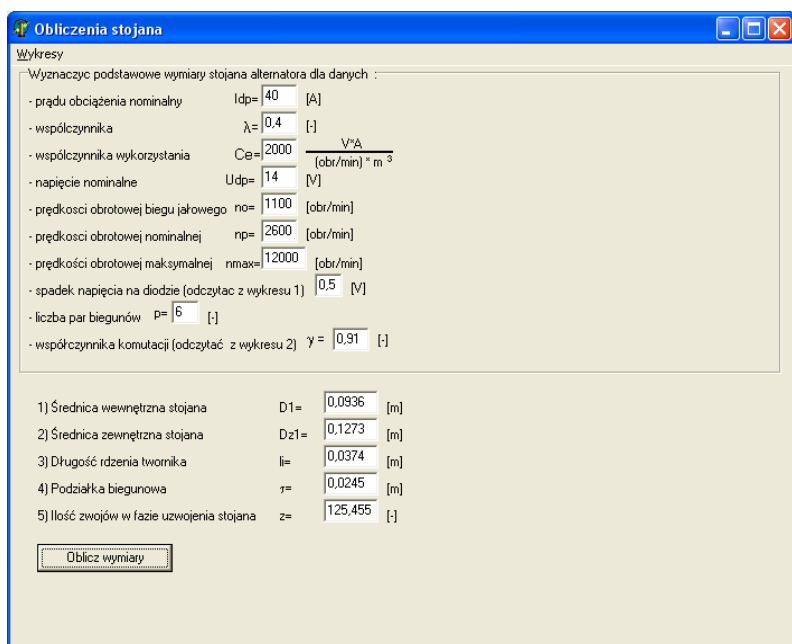 Obliczenia stojana
Wykresy
Wyznaczyc podstawowe wymiary stojana alternatora dla danych :
- prądu obciążenia nominalny Idp= 40 [A]
- wspólczynnika λ= 0,4 [-]
- wspólczynnika wykorzystania Ce= 2000 V*A
(obr/min) * m 3
- napięcie nominalne Udp= 14 [V]
- prędkosci obrotowej biegu jałowego no= 1100 [obr/min]
- prędkosci obrotowej nominalnej np= 2600 [obr/min]
- prędkości obrotowej maksymalnej nmax= 12000 [obr/min]
- spadek napięcia na diodzie (odczytac z wykresu 1) 0,5 [V]
- liczba par biegunów p= 6 [-]
- współczynnika komutacji (odczytać z wykresu 2) γ = 0,91 [-]
1) Średnica wewnętrzna stojana D1= 0,0936 [m]
2) Średnica zewnętrzna stojana Dz1= 0,1273 [m]
3) Długość rdzenia twornika li= 0,0374 [m]
4) Podziałka biegunowa τ= 0,0245 [m]
5) Ilość zwojów w fazie uzwojenia stojana z= 125,455 [-]
Oblicz wymiary